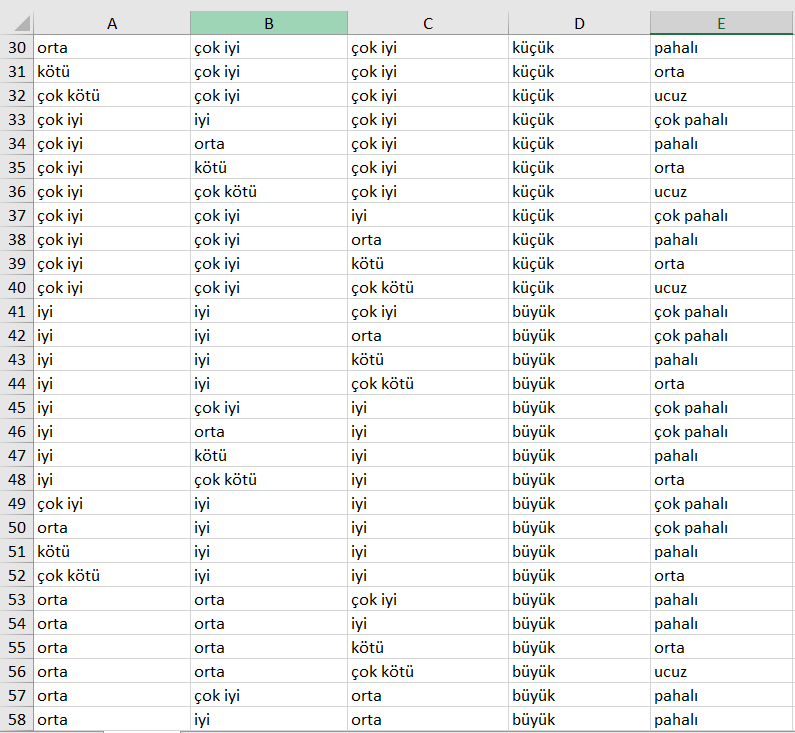 A B C D E
30 orta çok iyi çok iyi küçük pahalı
31 kötü çok iyi çok iyi küçük orta
32 çok kötü çok iyi çok iyi küçük ucuz
33 çok iyi iyi çok iyi küçük çok pahalı
34 çok iyi orta çok iyi küçük pahalı
35 çok iyi kötü çok iyi küçük orta
36 çok iyi çok kötü çok iyi küçük ucuz
37 çok iyi çok iyi iyi küçük çok pahalı
38 çok iyi çok iyi orta küçük pahalı
39 çok iyi çok iyi kötü küçük orta
40 çok iyi çok iyi çok kötü küçük ucuz
41 iyi iyi çok iyi büyük çok pahalı
42 iyi iyi orta büyük çok pahalı
43 iyi iyi kötü büyük pahalı
44 iyi iyi çok kötü büyük orta
45 iyi çok iyi iyi büyük çok pahalı
46 iyi orta iyi büyük çok pahalı
47 iyi kötü iyi büyük pahalı
48 iyi çok kötü iyi büyük orta
49 çok iyi iyi iyi büyük çok pahalı
50 orta iyi iyi büyük çok pahalı
51 kötü iyi iyi büyük pahalı
52 çok kötü iyi iyi büyük orta
53 orta orta çok iyi büyük pahalı
54 orta orta iyi büyük pahalı
55 orta orta kötü büyük orta
56 orta orta çok kötü büyük ucuz
57 orta çok iyi orta büyük pahalı
58 orta iyi orta büyük pahalı